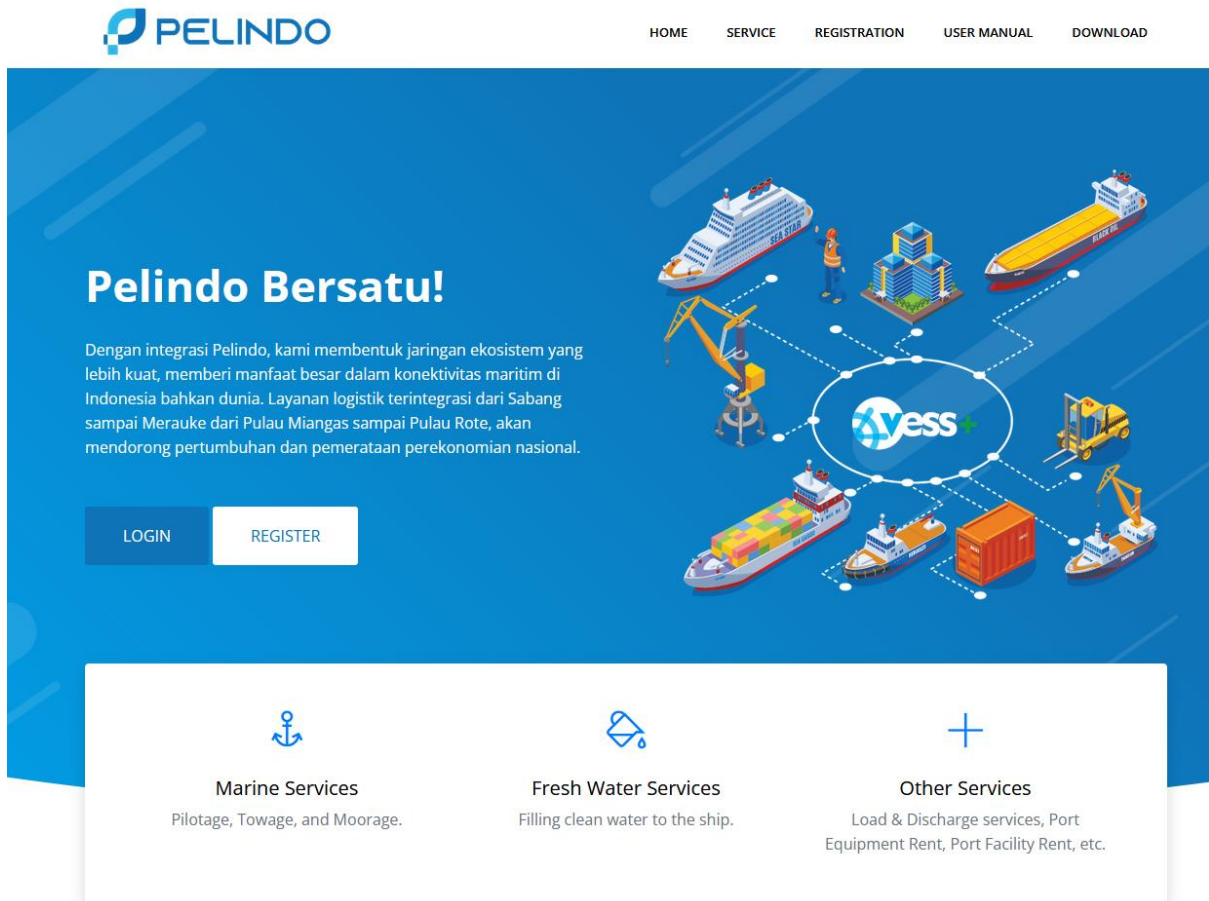 PELINDO
HOME SERVICE REGISTRATION USER MANUAL DOWNLOAD
Pelindo Bersatu!
Dengan integrasi Pelindo, kami membentuk jaringan ekosistem yang
lebih kuat, memberi manfaat besar dalam konektivitas maritim di
Indonesia bahkan dunia. Layanan logistik terintegrasi dari Sabang
sampai Merauke dari Pulau Miangas sampai Pulau Rote, akan
mendorong pertumbuhan dan pemerataan perekonomian nasional.
LOGIN REGISTER
SEA STAR
BLACK OIL
vess+
Marine Services
Pilotage, Towage, and Moorage.
Fresh Water Services
Filling clean water to the ship.
Other Services
Load & Discharge services, Port
Equipment Rent, Port Facility Rent, etc.